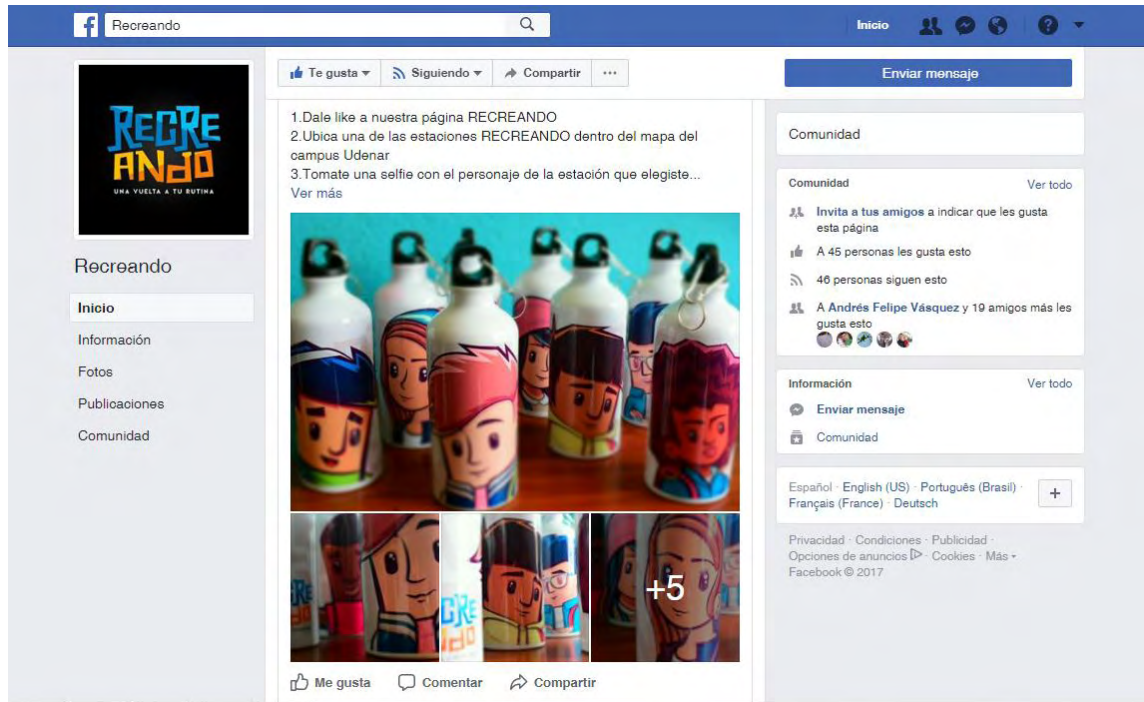 Recreando
Inicio
RECRE
ANDO
UNA VUELTA A TU RUTINA
Recreando
Inicio
Información
Fotos
Publicaciones
Comunidad
Te gusta
Siguiendo
Compartir
Enviar mensaje
1.Dale like a nuestra página RECREANDO
2.Ubica una de las estaciones RECREANDO dentro del mapa del
campus Udenar
3.Tomate una selfie con el personaje de la estación que elegiste...
Ver más
RECRE
ANDO
+5
Me gusta
Comentar
Compartir
Comunidad
Comunidad
Ver todo
Invita a tus amigos a indicar que les gusta
esta página
A 45 personas les gusta esto
46 personas siguen esto
A Andrés Felipe Vásquez y 19 amigos más les
gusta esto
Información
Ver todo
Enviar mensaje
Comunidad
Español · English (US) · Português (Brasil) ·
Français (France) · Deutsch
+
Privacidad · Condiciones · Publicidad ·
Opciones de anuncios · Cookies · Más
Facebook © 2017